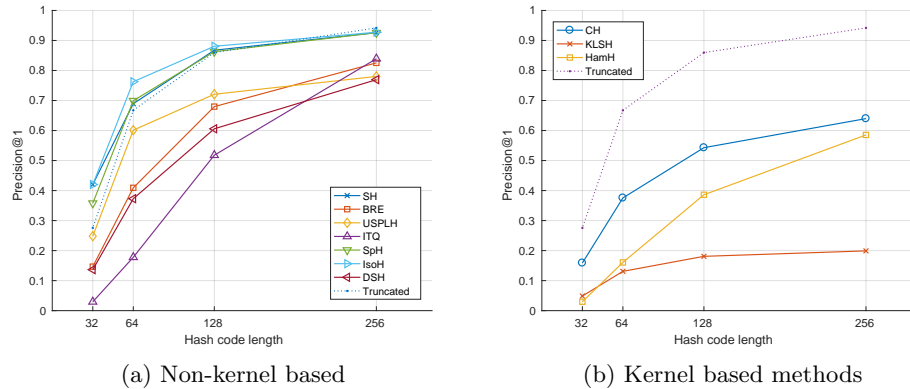 1
0.9
0.8
0.7
0.6
0.5
0.4
0.3
0.2
0.1
0
Precision@1
32 64 128 256
Hash code length
SH
BRE
USPLH
ITQ
SpH
IsoH
DSH
Truncated
(a) Non-kernel based
1
0.9
0.8
0.7
0.6
0.5
0.4
0.3
0.2
0.1
0
Precision@1
32 64 128 256
Hash code length
CH
KLSH
HamH
Truncated
(b) Kernel based methods